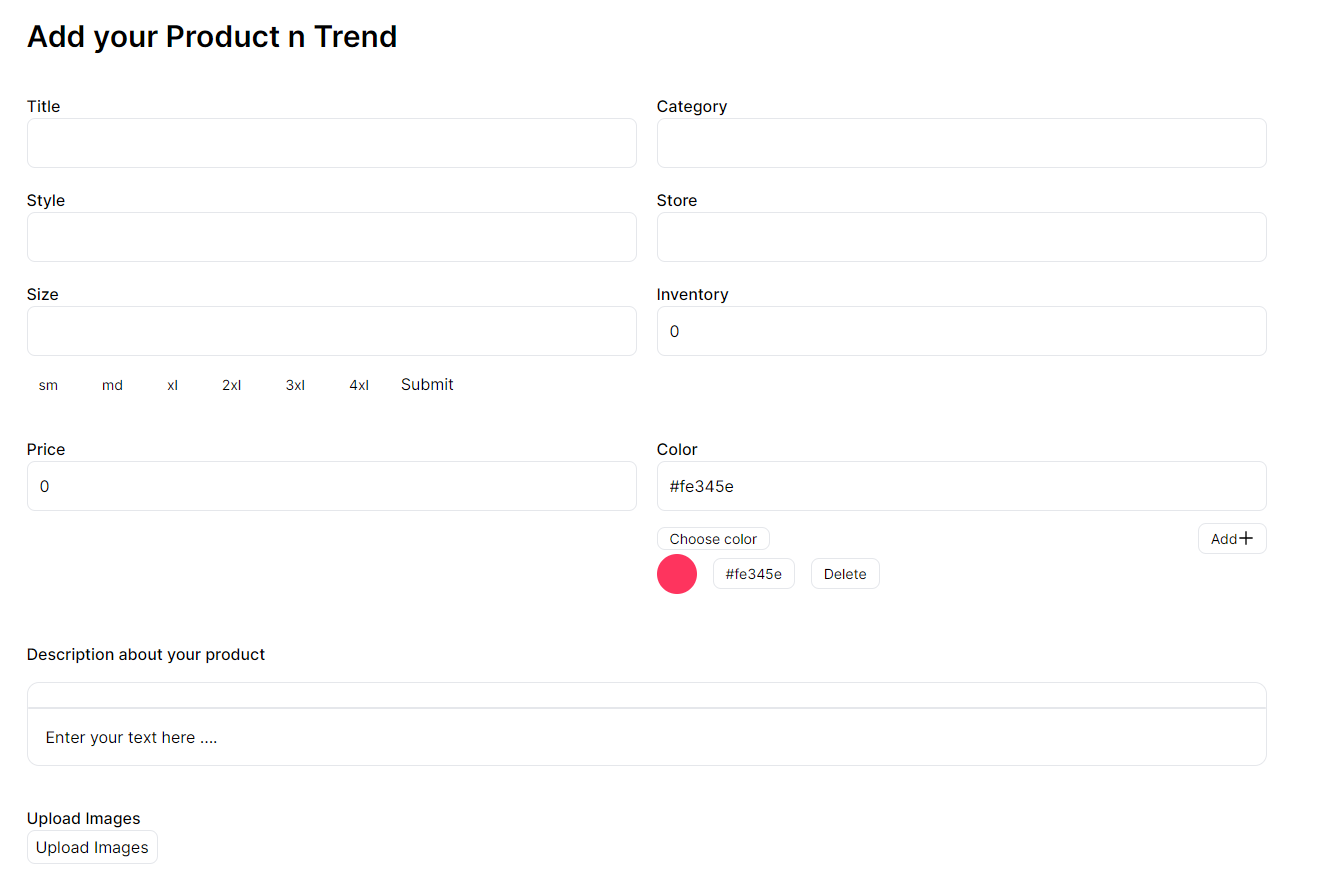 Add your Product n Trend
Title
Category
Style
Store
Size
Inventory
0
sm md xl 2xl 3xl 4xl Submit
Price
Color
0
#fe345e
Choose color
Add+
#fe345e
Delete
Description about your product
Enter your text here ....
Upload Images
Upload Images